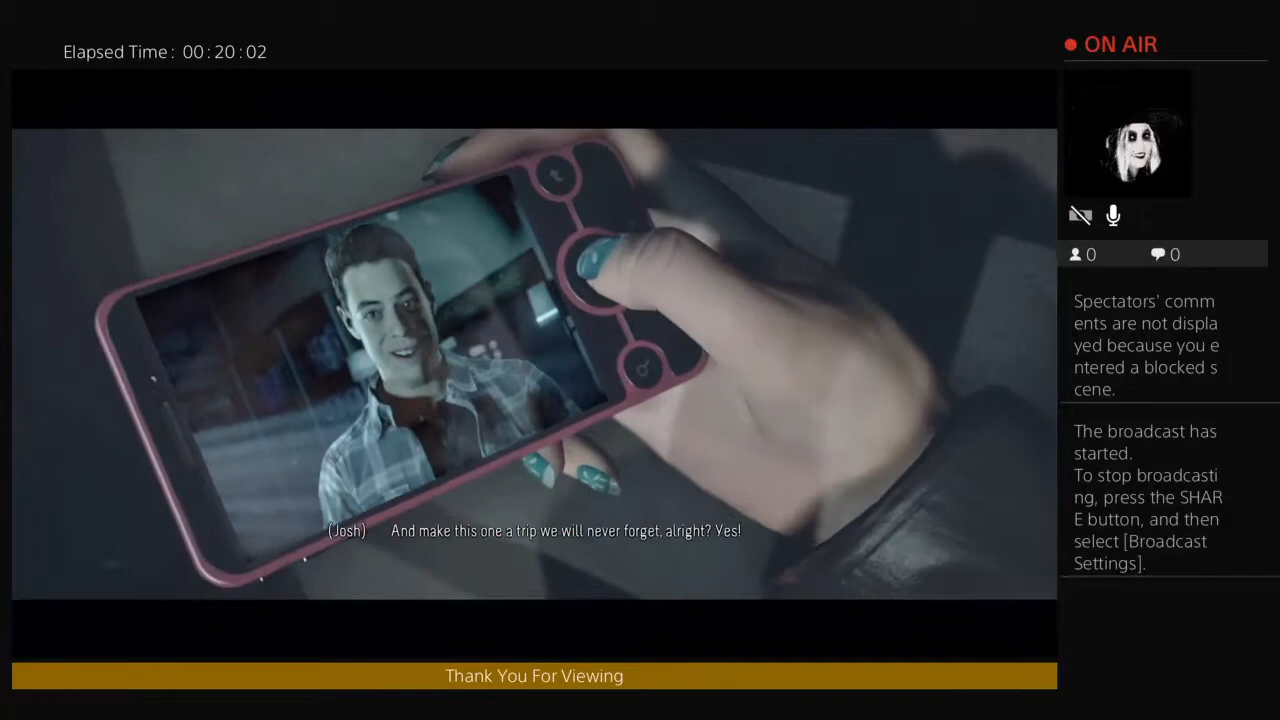 Elapsed Time: 00:20:02
ON AIR
0
0
Spectators' comm
ents are not displa
yed because you e
ntered a blocked s
cene.
The broadcast has
started.
To stop broadcasti
ng, press the SHAR
E button, and then
select [Broadcast
Settings].
(Josh) And make this one a trip we will never forget, alright? Yes!
Thank You For Viewing